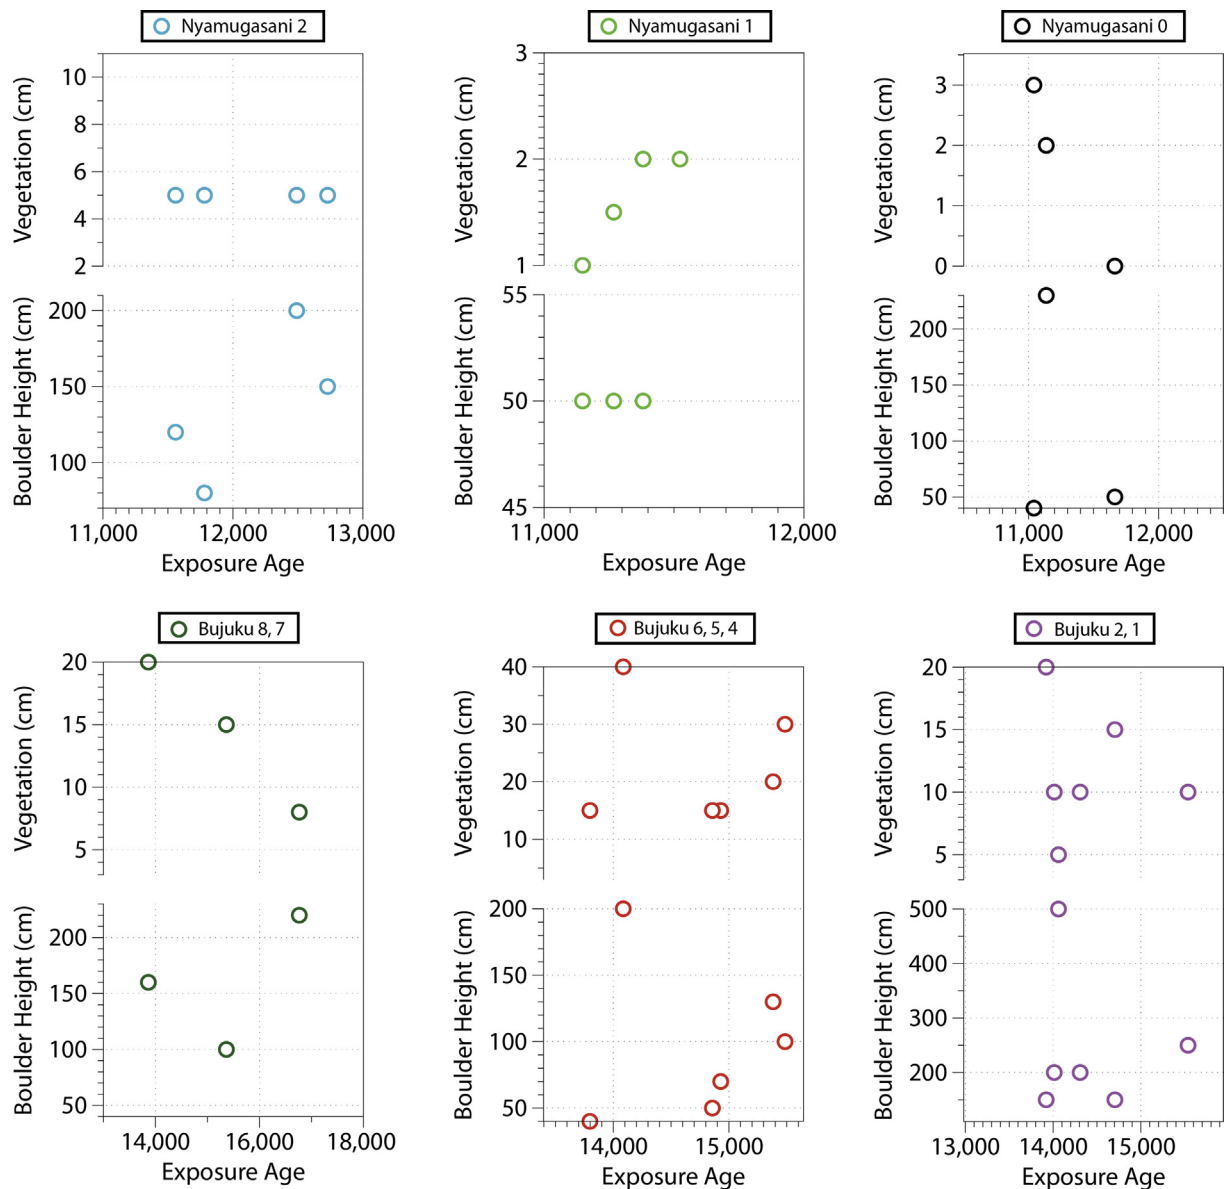 Nyamugasani 2
Vegetation (cm)
10
8
6
4
2
Boulder Height (cm)
200
150
100
11,000 12,000 13,000
Exposure Age
Nyamugasani 1
Vegetation (cm)
3
2
1
Boulder Height (cm)
55
50
45
11,000 12,000
Exposure Age
Nyamugasani 0
Vegetation (cm)
3
2
1
0
Boulder Height (cm)
200
150
100
50
11,000 12,000
Exposure Age
Bujuku 8, 7
Vegetation (cm)
20
15
10
5
Boulder Height (cm)
200
150
100
50
14,000 16,000 18,000
Exposure Age
Bujuku 6, 5, 4
Vegetation (cm)
40
30
20
10
Boulder Height (cm)
200
150
100
50
14,000 15,000
Exposure Age
Bujuku 2, 1
Vegetation (cm)
20
15
10
5
Boulder Height (cm)
500
400
300
200
13,000 14,000 15,000
Exposure Age